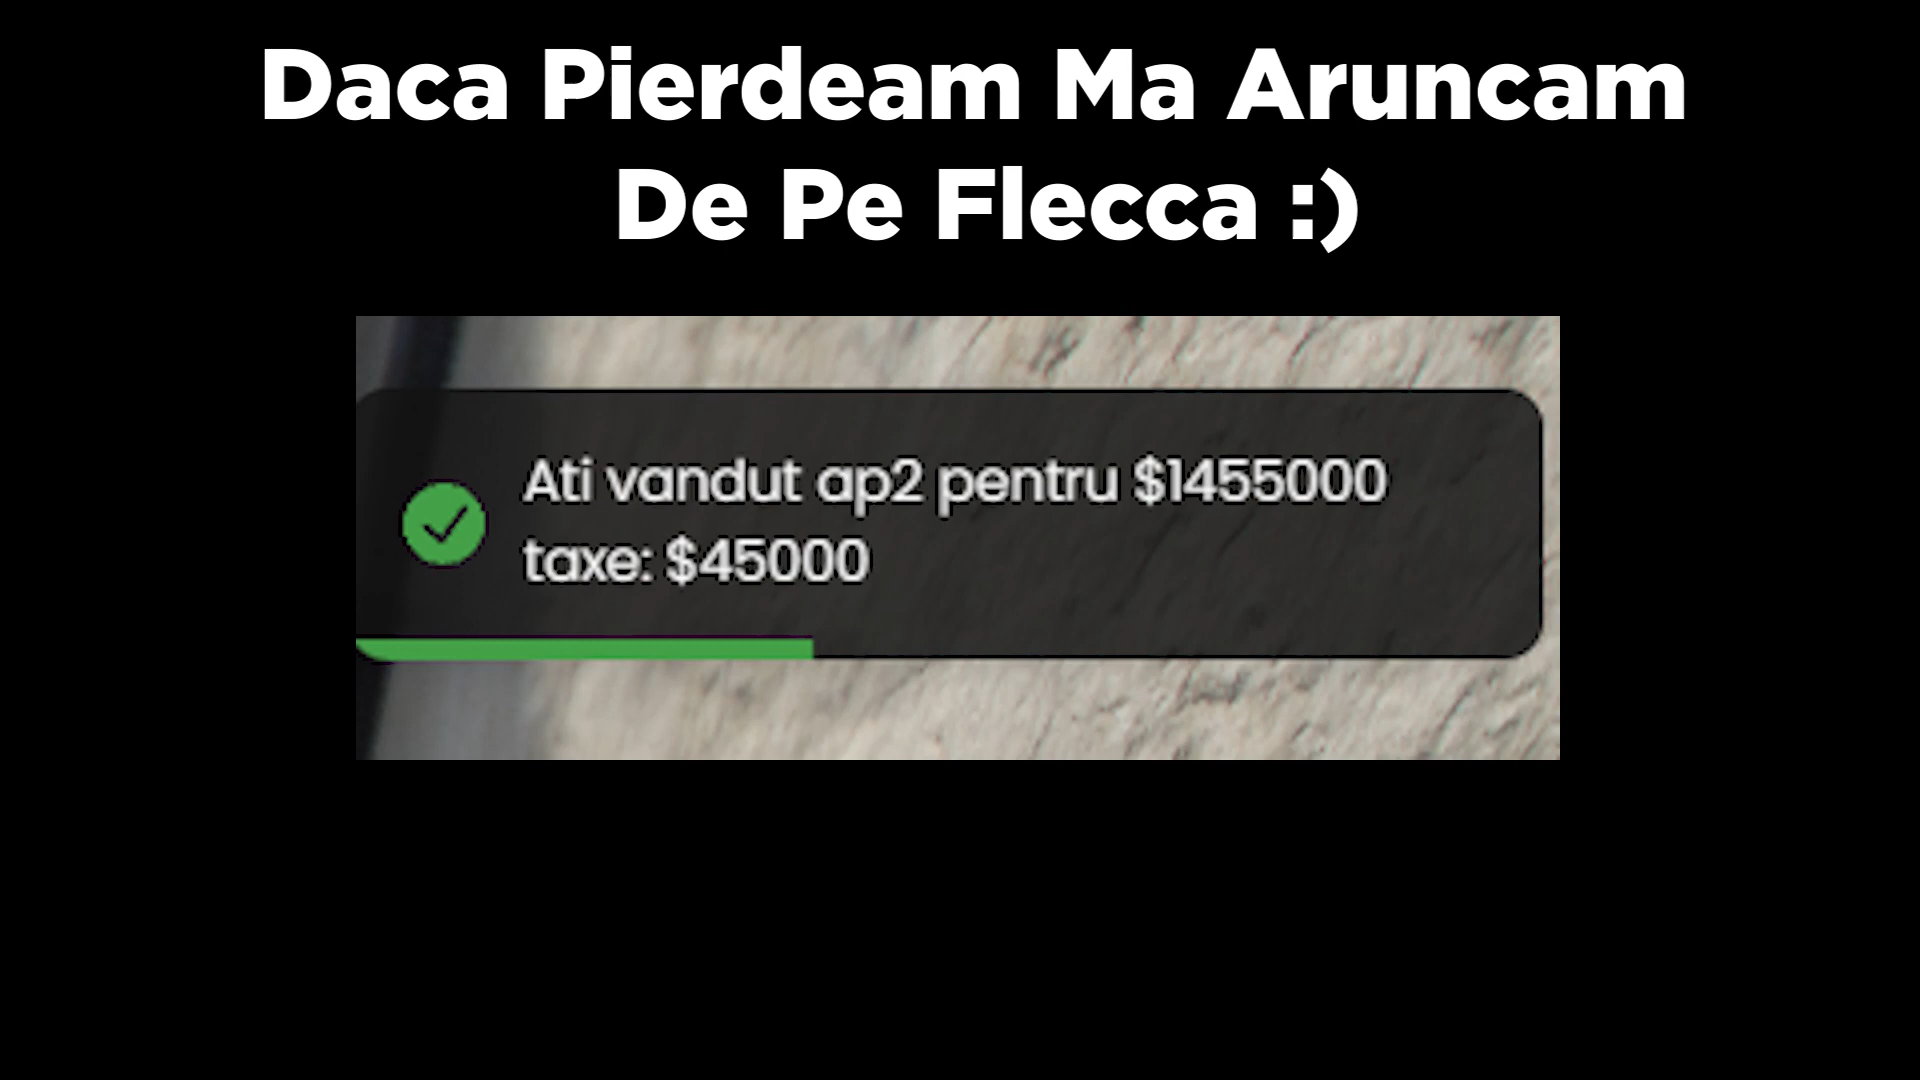 Daca Pierdeam Ma Aruncam
De Pe Flecca :)
Ati vandut ap2 pentru $1455000
taxe: $45000